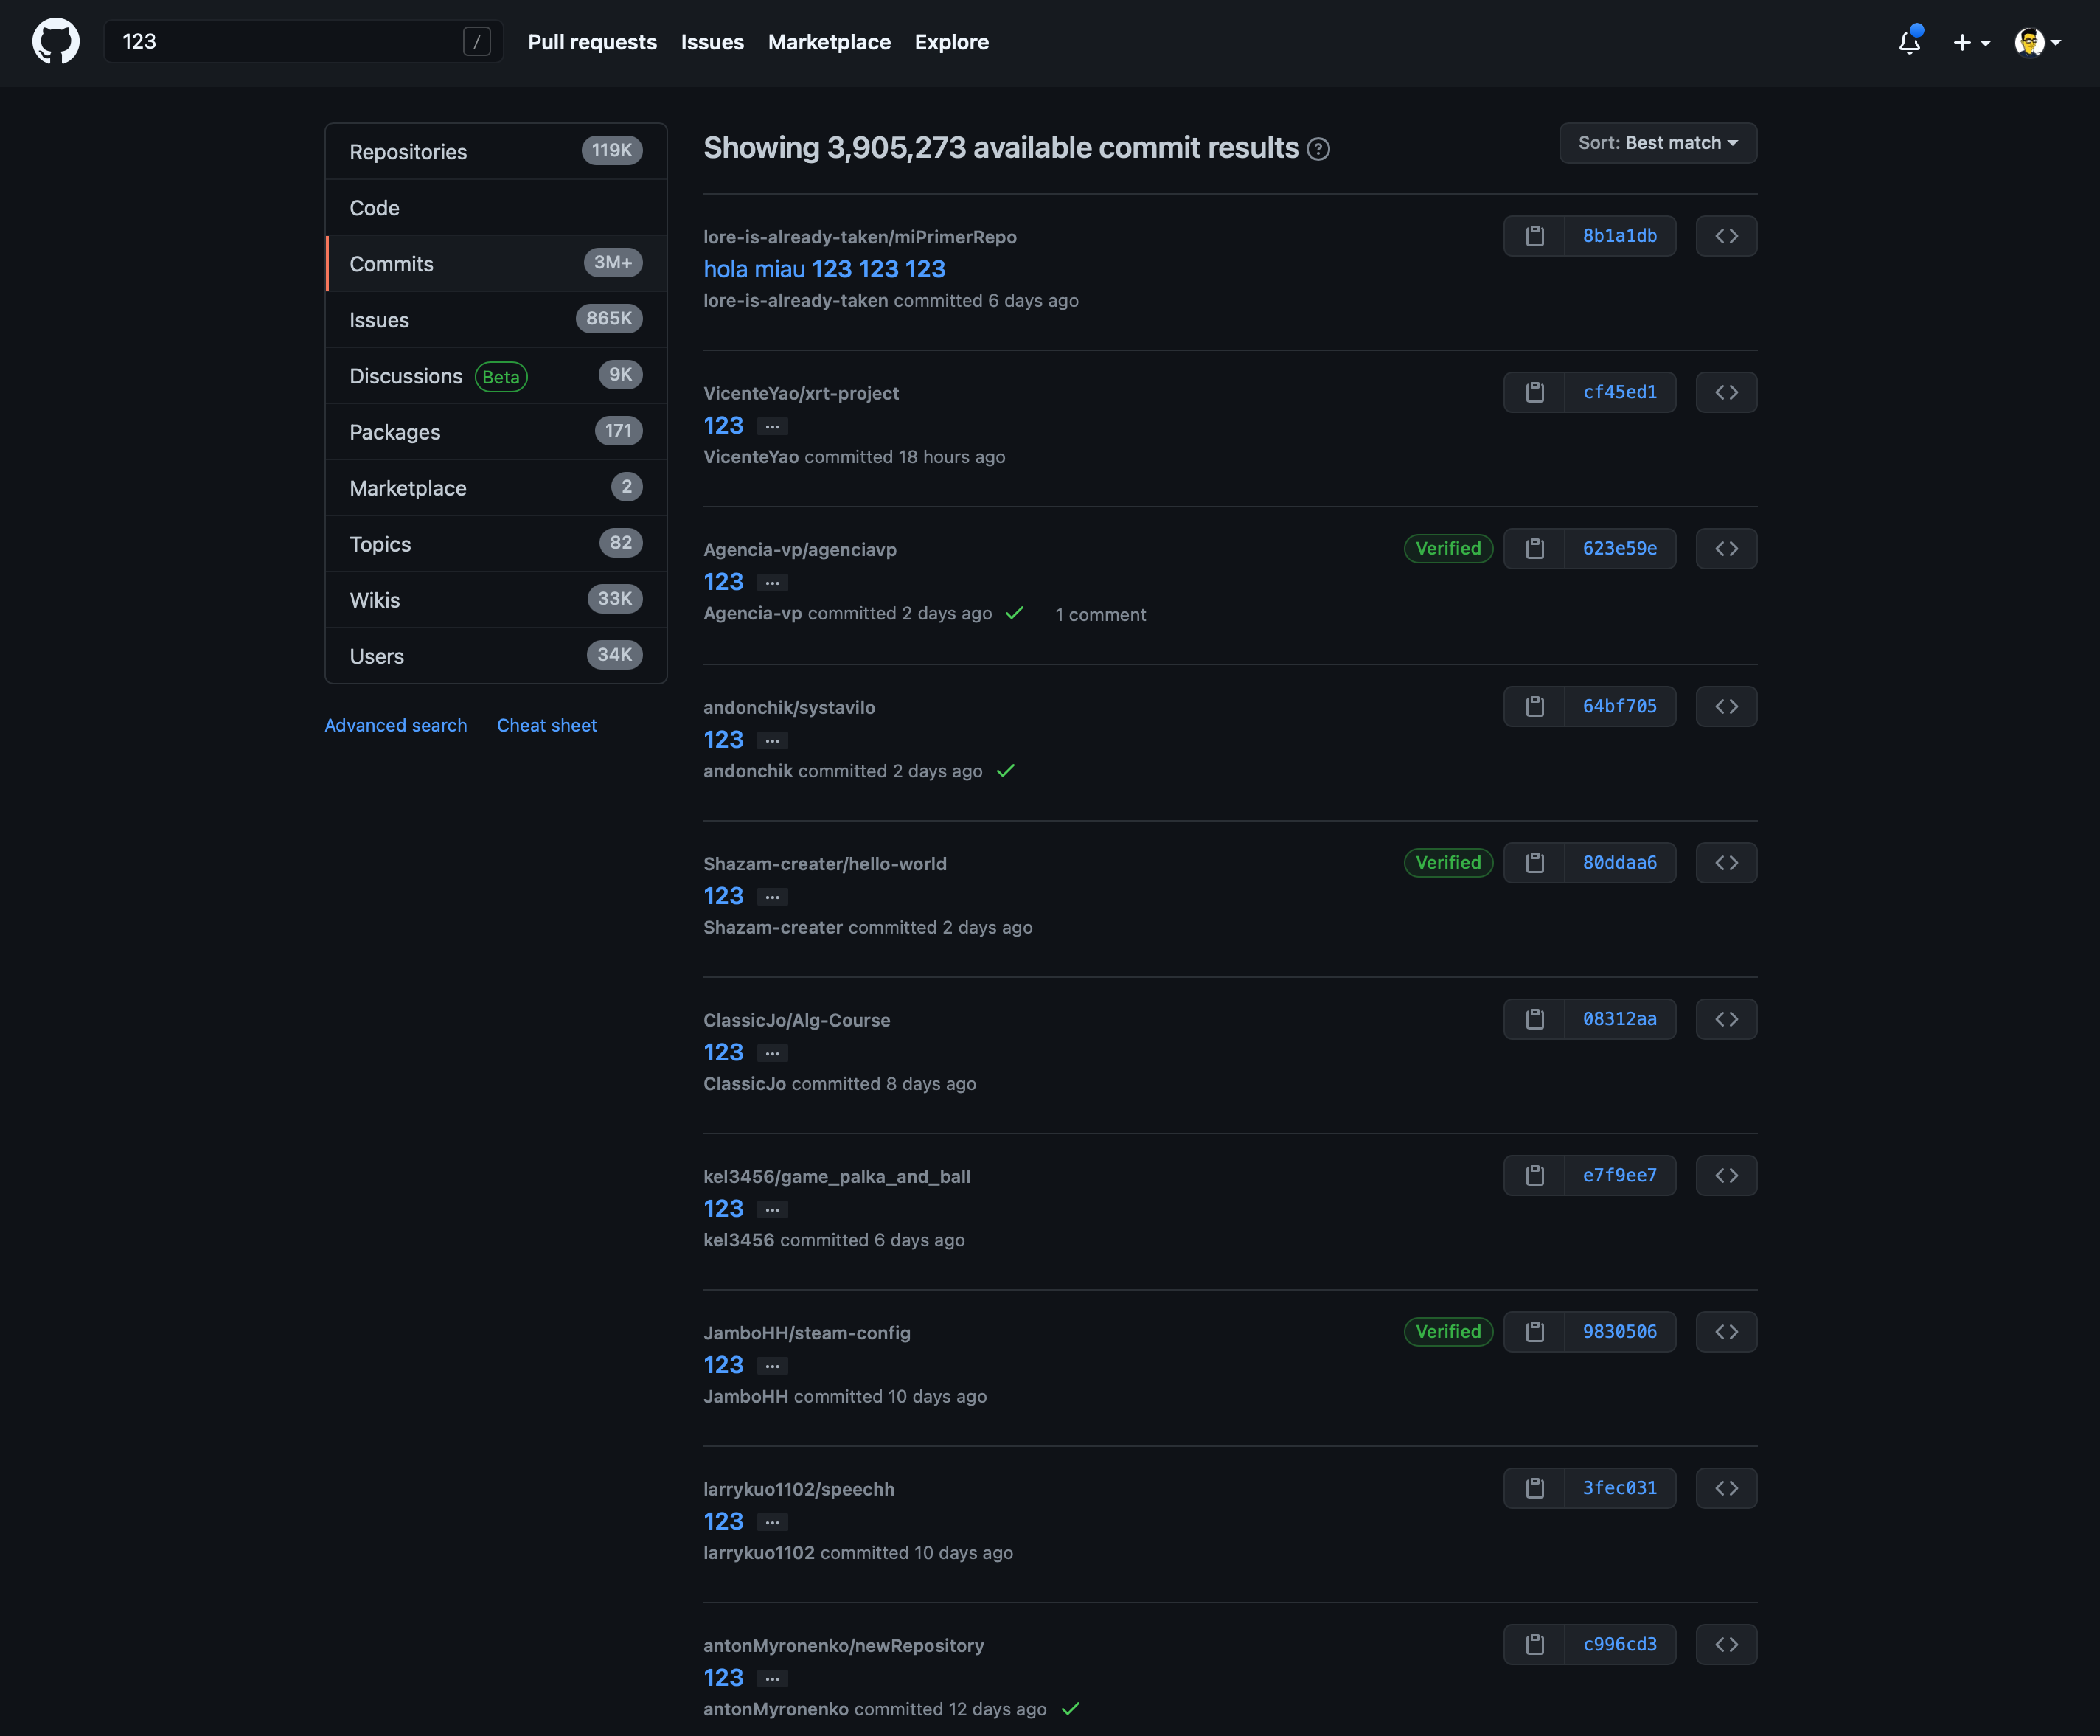 123 /
Pull requests Issues Marketplace Explore
Repositories 119K
Code
Commits 3M+
Issues 865K
Discussions Beta 9K
Packages 171
Marketplace 2
Topics 82
Wikis 33K
Users 34K
Advanced search Cheat sheet
Showing 3,905,273 available commit results ?
Sort: Best match
lore-is-already-taken/miPrimerRepo 8b1a1db
hola miau 123 123 123
lore-is-already-taken committed 6 days ago
VicenteYao/xrt-project cf45ed1
123 …
VicenteYao committed 18 hours ago
Agencia-vp/agenciavp Verified 623e59e
123 …
Agencia-vp committed 2 days ago ✓ 1 comment
andonchik/systavilo 64bf705
123 …
andonchik committed 2 days ago ✓
Shazam-creater/hello-world Verified 80ddaa6
123 …
Shazam-creater committed 2 days ago
ClassicJo/Alg-Course 08312aa
123 …
ClassicJo committed 8 days ago
kel3456/game_palka_and_ball e7f9ee7
123 …
kel3456 committed 6 days ago
JamboHH/steam-config Verified 9830506
123 …
JamboHH committed 10 days ago
larrykuo1102/speechh 3fec031
123 …
larrykuo1102 committed 10 days ago
antonMyronenko/newRepository c996cd3
123 …
antonMyronenko committed 12 days ago ✓